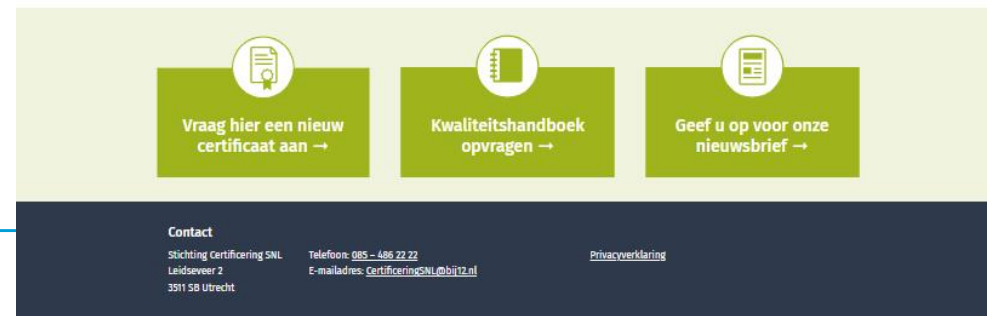 Vraag hier een nieuw
certificaat aan →
Kwaliteitshandboek
opvragen →
Geef u op voor onze
nieuwsbrief →
Contact
Stichting Certificering SNL
Leidseveer 2
3511 SB Utrecht
Telefoon: 085 – 486 22 22
E-mailadres: CertificeringSNL@bij12.nl
Privacyverklaring